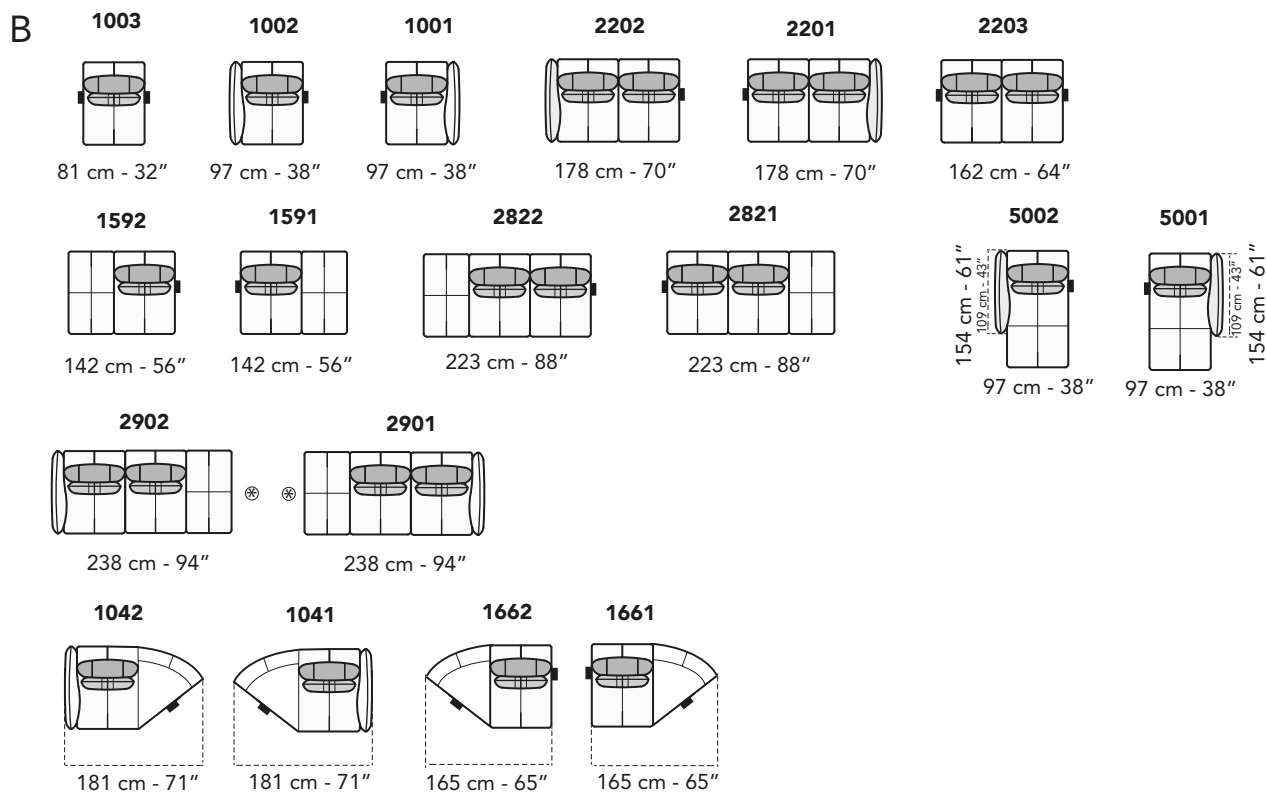 B
1003 1002 1001 2202 2201 2203
81 cm - 32” 97 cm - 38” 97 cm - 38” 178 cm - 70” 178 cm - 70” 162 cm - 64”
1592 1591 2822 2821 5002 5001
154 cm - 61” 109 cm - 43” 109 cm - 43” 154 cm - 61”
142 cm - 56” 142 cm - 56” 223 cm - 88” 223 cm - 88” 97 cm - 38” 97 cm - 38”
2902 2901
238 cm - 94” 238 cm - 94”
1042 1041 1662 1661
181 cm - 71” 181 cm - 71” 165 cm - 65” 165 cm - 65”